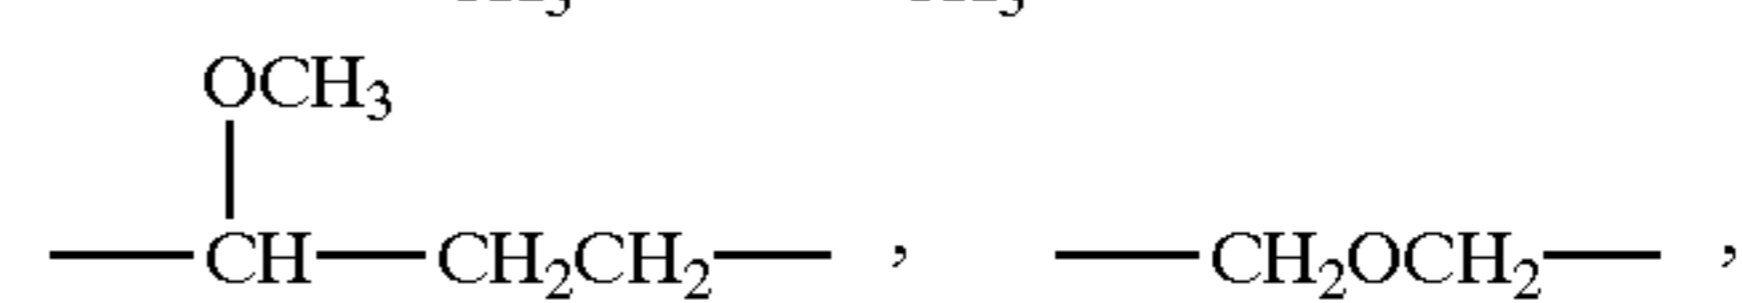 OCH₃
—CH—CH₂CH₂— , —CH₂OCH₂— ,